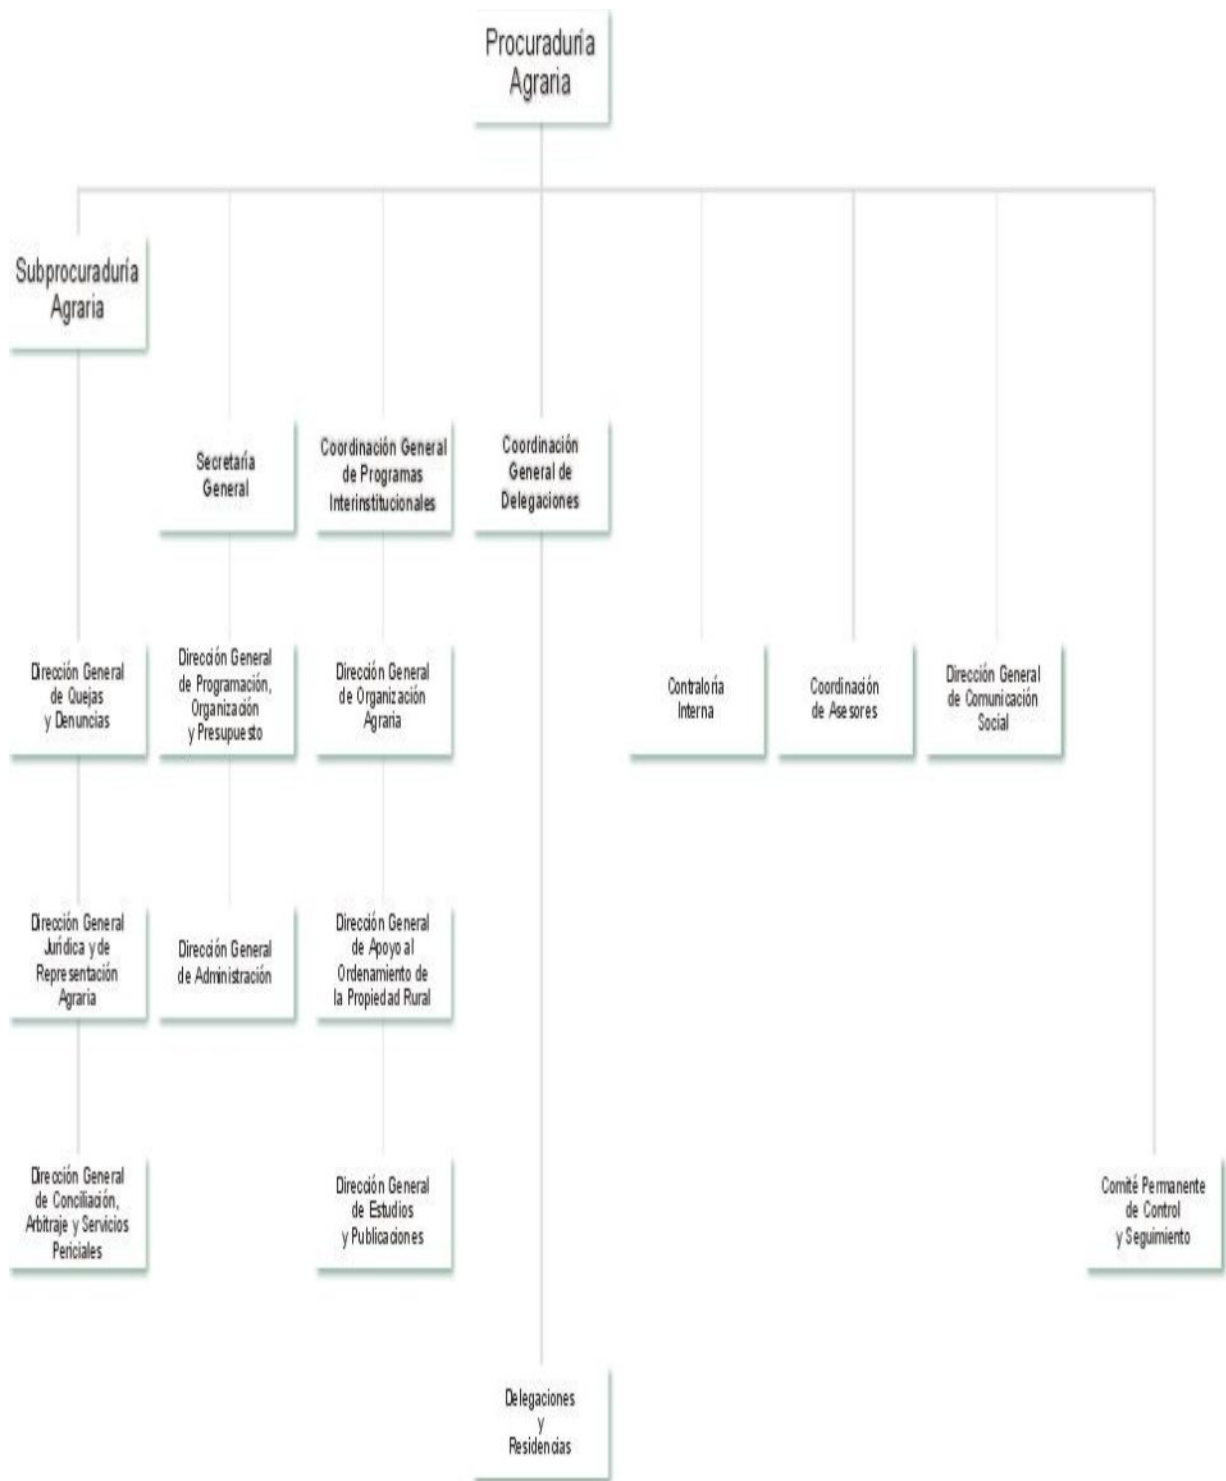 Procuraduría
Agraria
Subprocuraduría
Agraria
Secretaría
General
Coordinación General
de Programas
Interinstitucionales
Coordinación
General de
Delegaciones
Dirección General
de Quejas
y Denuncias
Dirección General
de Programación,
Organización
y Presupuesto
Dirección General
de Organización
Agraria
Contraloría
Interna
Coordinación
de Asesores
Dirección General
de Comunicación
Social
Dirección General
Jurídica y de
Representación
Agraria
Dirección General
de Administración
Dirección General
de Apoyo al
Ordenamiento de
la Propiedad Rural
Dirección General
de Conciliación,
Arbitraje y Servicios
Periciales
Dirección General
de Estudios
y Publicaciones
Comité Permanente
de Control
y Seguimiento
Delegaciones
y
Residencias